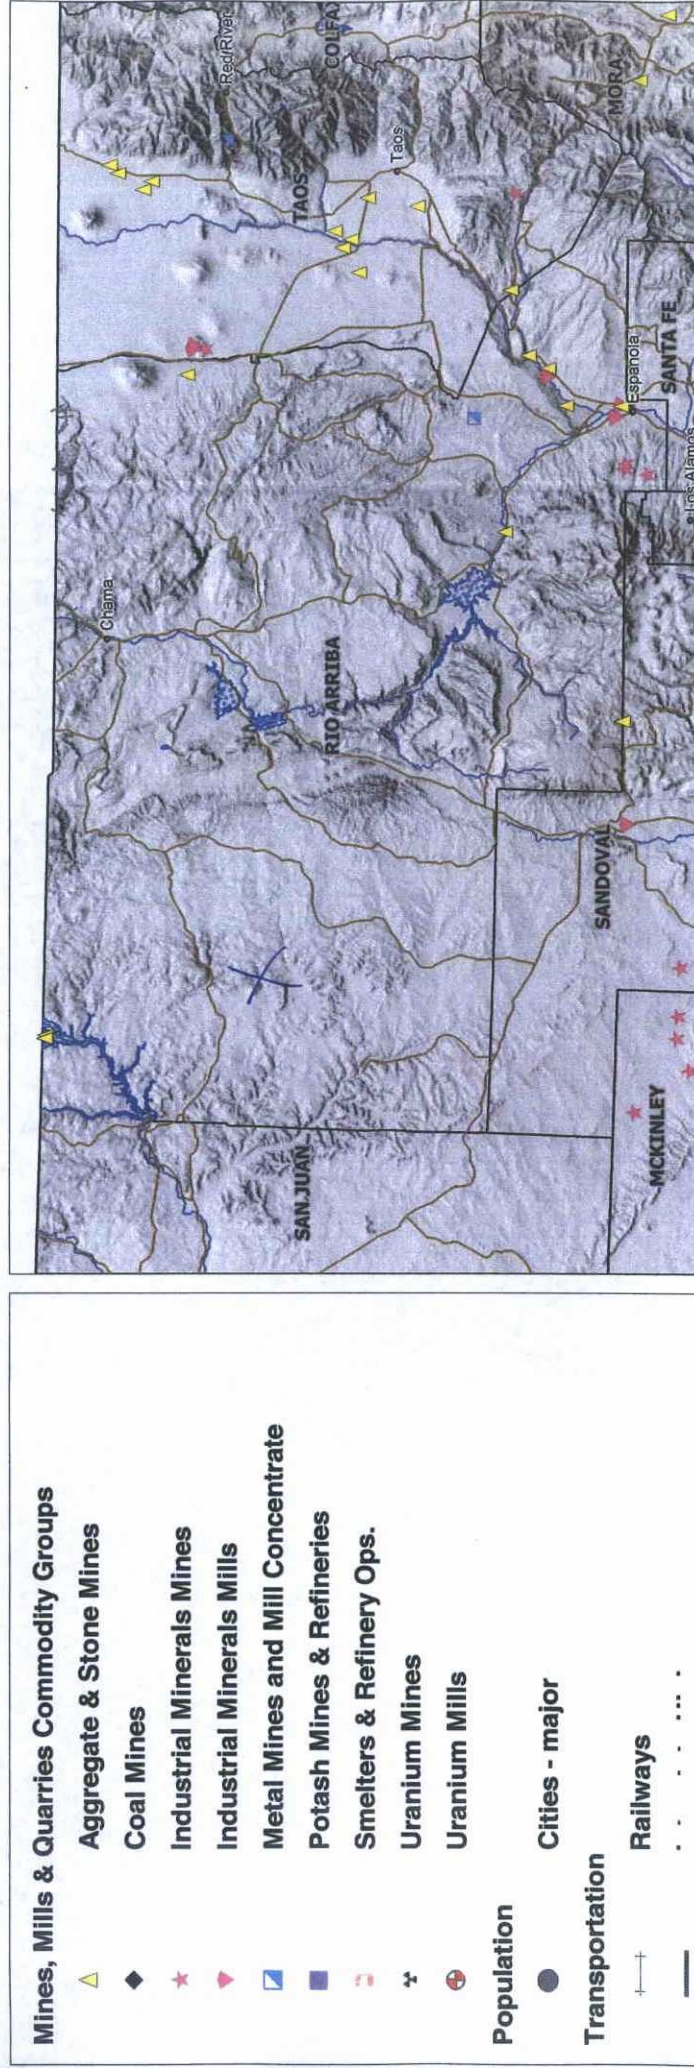 Mines, Mills & Quarries Commodity Groups
Aggregate & Stone Mines
Coal Mines
Industrial Minerals Mines
Industrial Minerals Mills
Metal Mines and Mill Concentrate
Potash Mines & Refineries
Smelters & Refinery Ops.
Uranium Mines
Uranium Mills
Population
Cities - major
Transportation
Railways
SAN JUAN
MCKINLEY
SANDOVAL
RIO ARRIBA
Chama
Los Alamos
Espanola
SANTA FE
TAOS
Taos
Red River
COLFAX
MORA